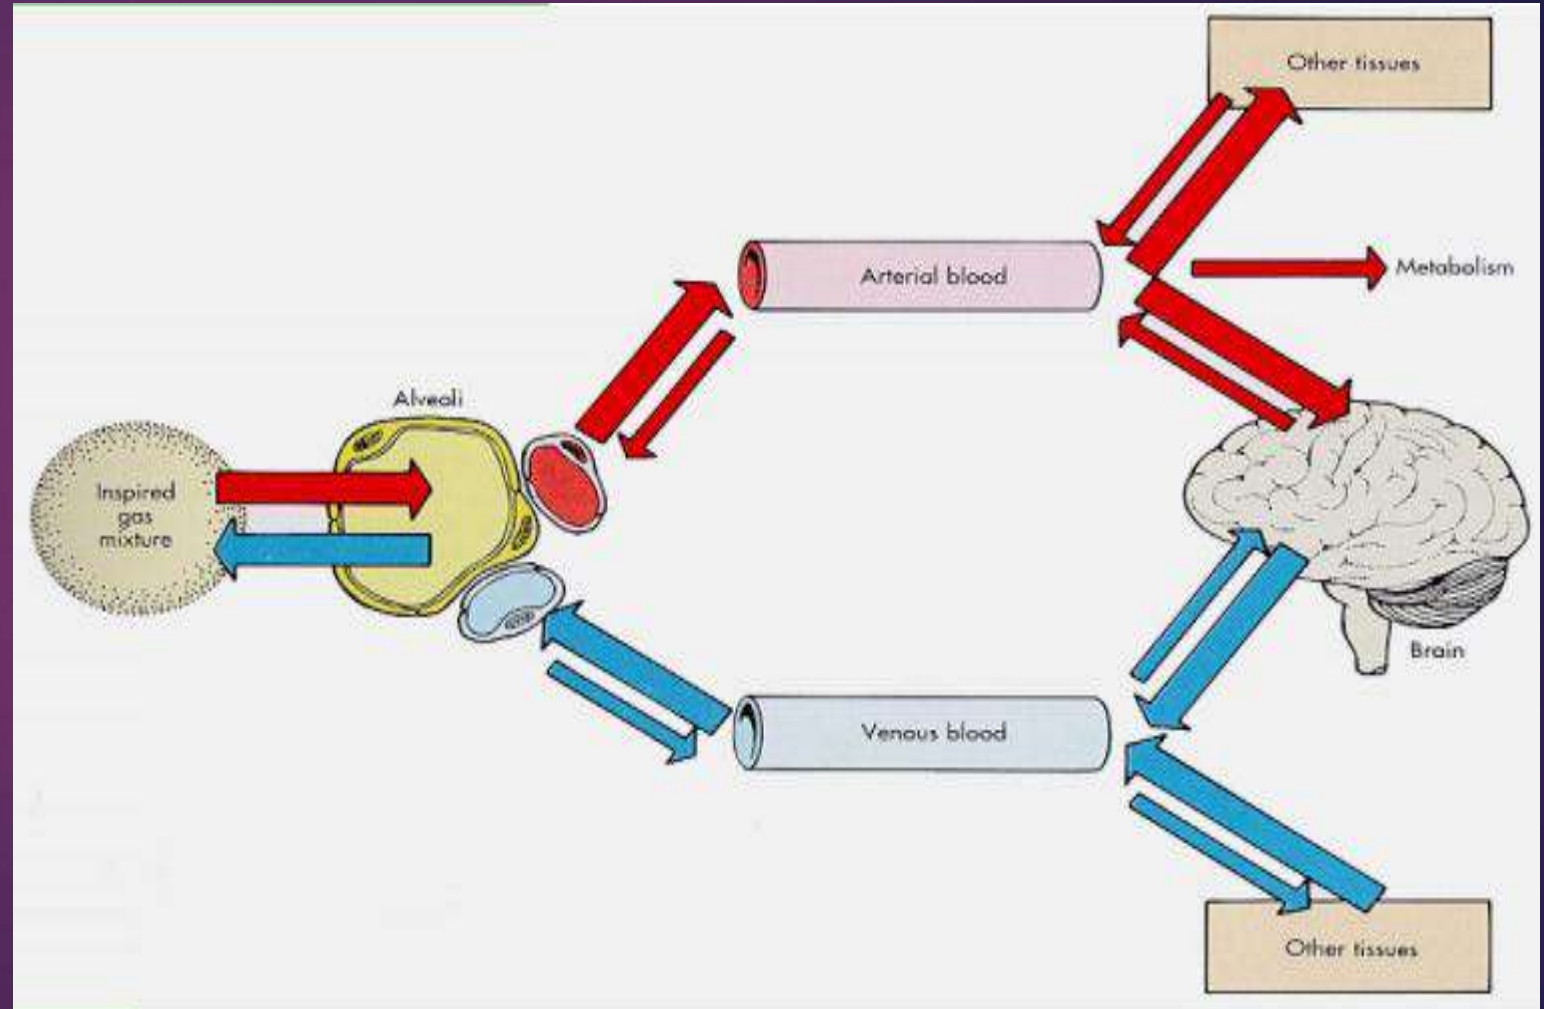 Other tissues
Arterial blood
Metabolism
Alveoli
Inspired
gas
mixture
Brain
Venous blood
Other tissues